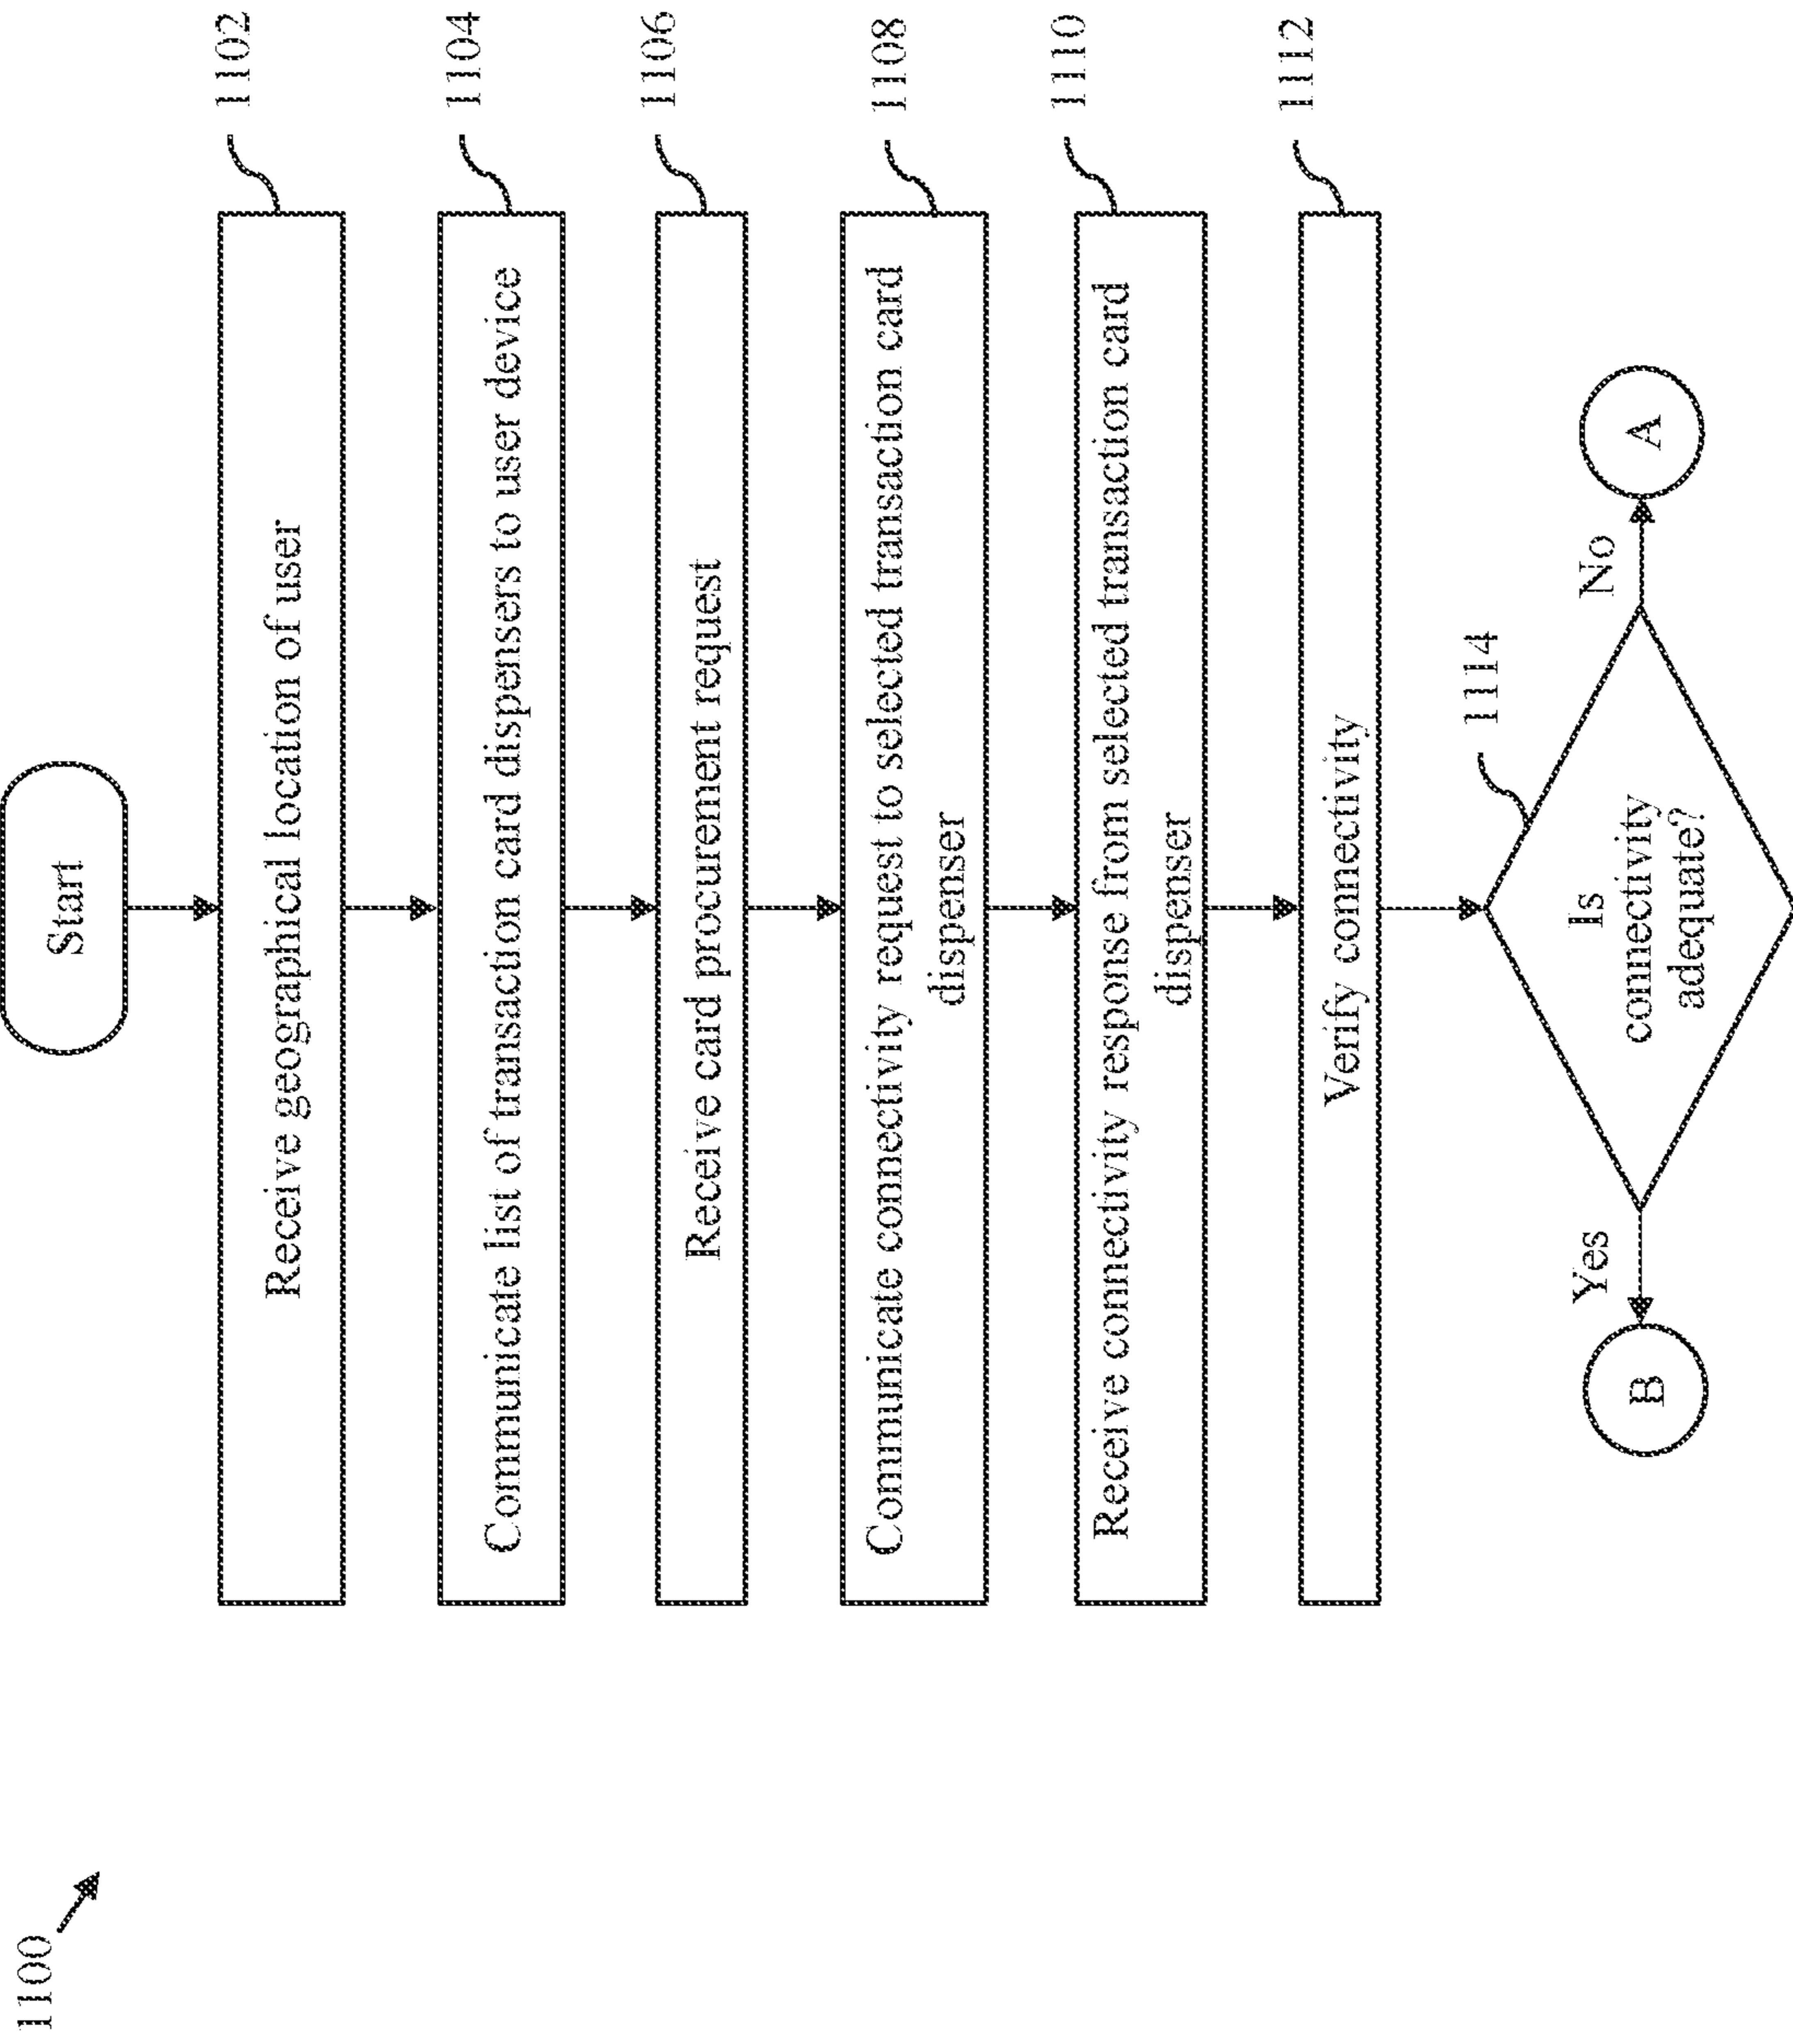 1100
Start
Receive geographical location of user
1102
Communicate list of transaction card dispensers to user device
1104
Receive card procurement request
1106
Communicate connectivity request to selected transaction card
dispenser
1108
Receive connectivity response from selected transaction card
dispenser
1110
Verify connectivity
1112
1114
Is
connectivity
adequate?
Yes
No
B
A